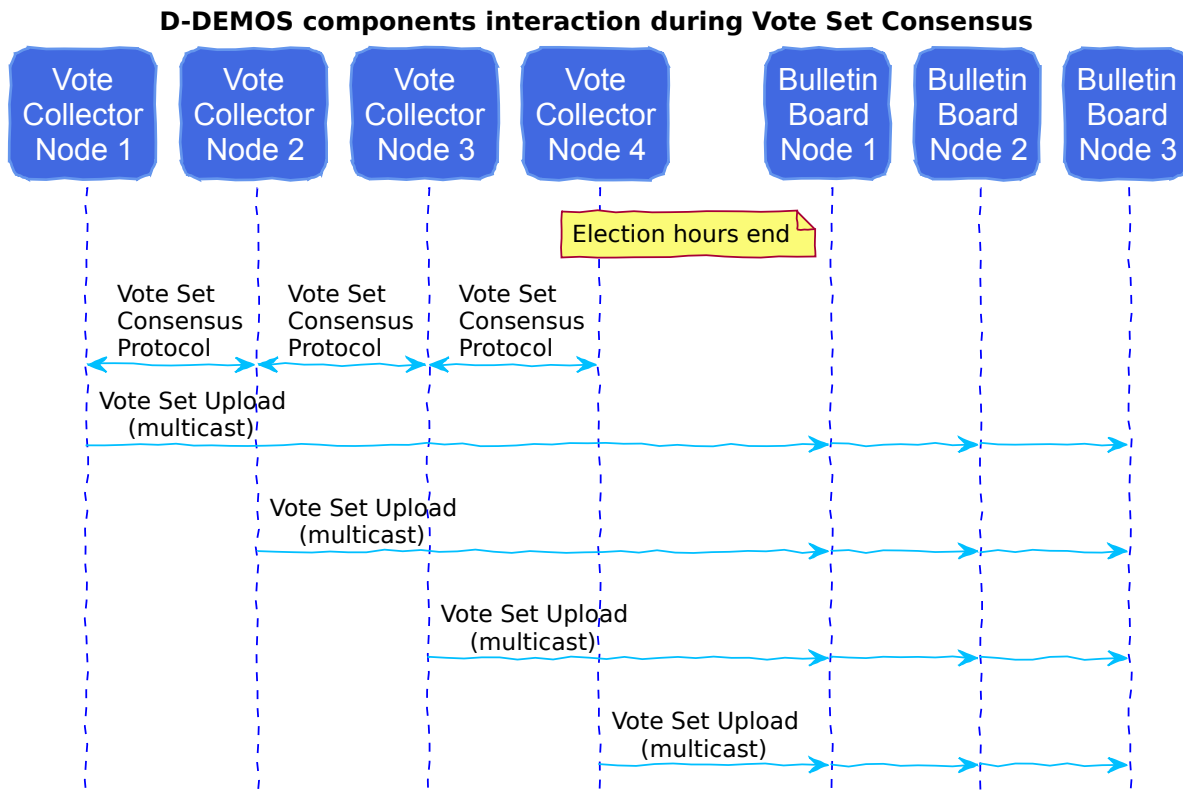 D-DEMOS components interaction during Vote Set Consensus
Vote
Collector
Node 1
Vote
Collector
Node 2
Vote
Collector
Node 3
Vote
Collector
Node 4
Bulletin
Board
Node 1
Bulletin
Board
Node 2
Bulletin
Board
Node 3
Election hours end
Vote Set
Consensus
Protocol
Vote Set
Consensus
Protocol
Vote Set
Consensus
Protocol
Vote Set Upload
(multicast)
Vote Set Upload
(multicast)
Vote Set Upload
(multicast)
Vote Set Upload
(multicast)